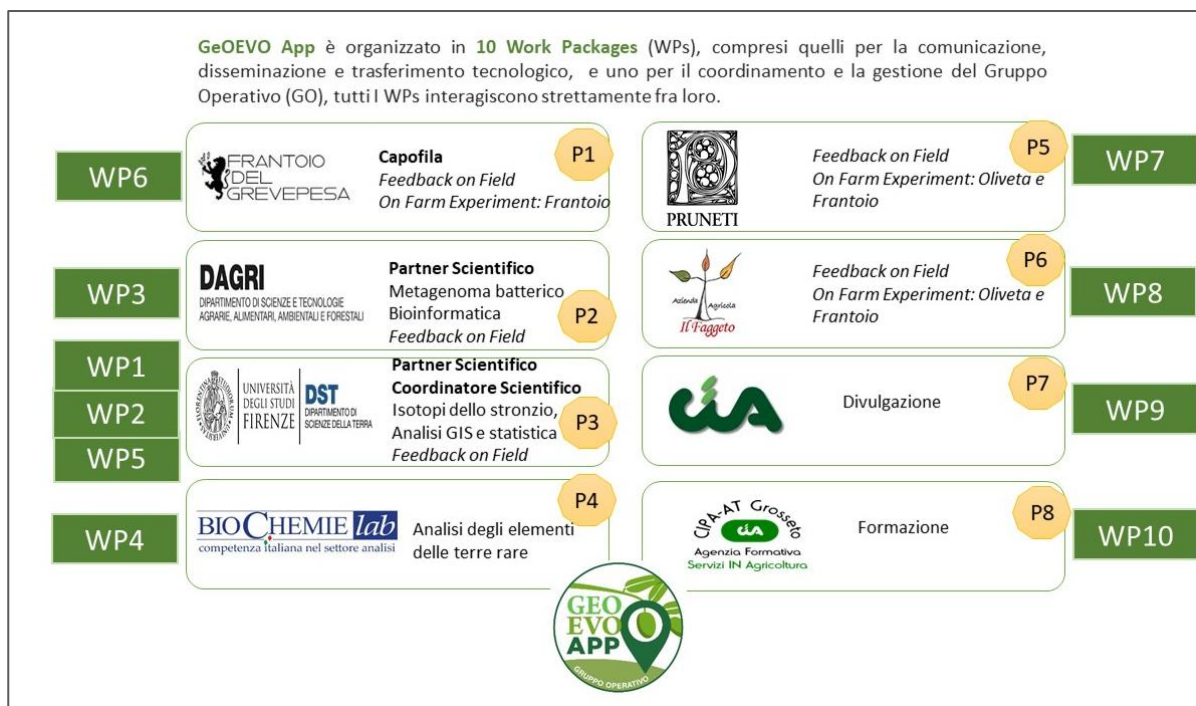 GeOEVO App è organizzato in 10 Work Packages (WPs), compresi quelli per la comunicazione,
disseminazione e trasferimento tecnologico, e uno per il coordinamento e la gestione del Gruppo
Operativo (GO), tutti I WPs interagiscono strettamente fra loro.
WP6
FRANTOIO
DEL
GREVEPESA
Capofila
Feedback on Field
On Farm Experiment: Frantoio
P1
WP3
DAGRI
DIPARTIMENTO DI SCIENZE E TECNOLOGIE
AGRARIE, ALIMENTARI, AMBIENTALI E FORESTALI
Partner Scientifico
Metagenoma batterico
Bioinformatica
Feedback on Field
P2
WP1
WP2
WP5
UNIVERSITÀ
DEGLI STUDI
FIRENZE
DST
DIPARTIMENTO DI
SCIENZE DELLA TERRA
Partner Scientifico
Coordinatore Scientifico
Isotopi dello stronzio,
Analisi GIS e statistica
Feedback on Field
P3
WP4
BIOCHEMIE lab
competenza italiana nel settore analisi
Analisi degli elementi
delle terre rare
P4
PRUNETI
Feedback on Field
On Farm Experiment: Oliveta e
Frantoio
P5
WP7
Azienda Agricola
Il Faggeto
Feedback on Field
On Farm Experiment: Oliveta e
Frantoio
P6
WP8
CIA
Divulgazione
P7
WP9
CIPA-AT Grosseto
CIA
Agenzia Formativa
Servizi IN Agricoltura
Formazione
P8
WP10
GEO
EVO
APP
GRUPPO OPERATIVO